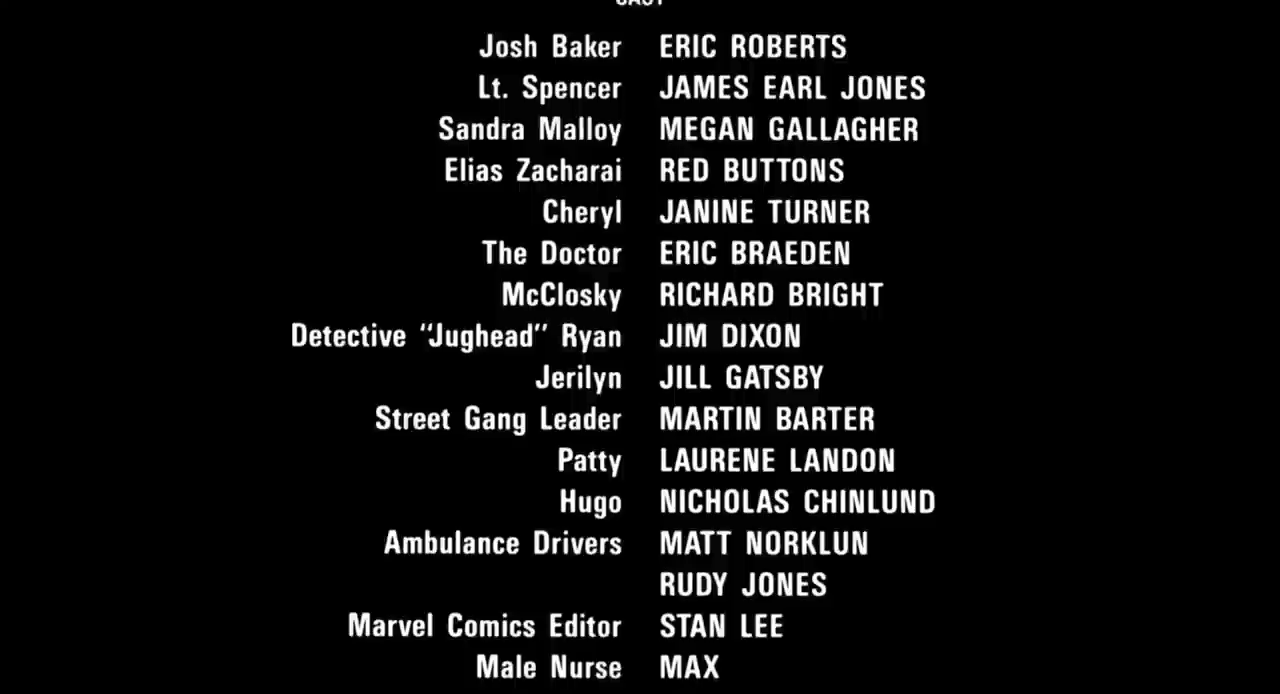 CAST
Josh Baker ERIC ROBERTS
Lt. Spencer JAMES EARL JONES
Sandra Malloy MEGAN GALLAGHER
Elias Zacharai RED BUTTONS
Cheryl JANINE TURNER
The Doctor ERIC BRAEDEN
McClosky RICHARD BRIGHT
Detective "Jughead" Ryan JIM DIXON
Jerilyn JILL GATSBY
Street Gang Leader MARTIN BARTER
Patty LAURENE LANDON
Hugo NICHOLAS CHINLUND
Ambulance Drivers MATT NORKLUN
RUDY JONES
Marvel Comics Editor STAN LEE
Male Nurse MAX